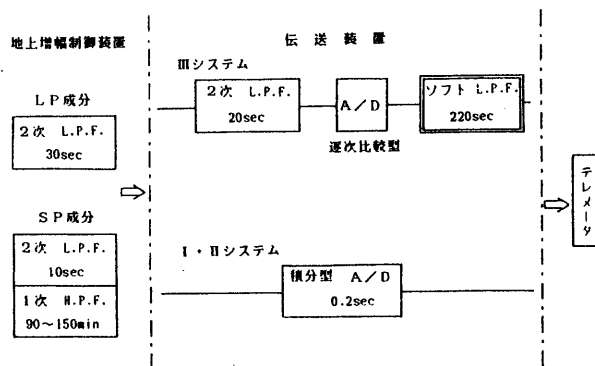 地上増幅制御装置
伝 送 装 置
IIIシステム
LP成分
2次 L.P.F.
30sec
2次 L.P.F.
20sec
A/D
逐次比較型
ソフト L.P.F.
220sec
テレメータ
SP成分
2次 L.P.F.
10sec
1次 H.P.F.
90～150min
I・IIシステム
積分型 A/D
0.2sec